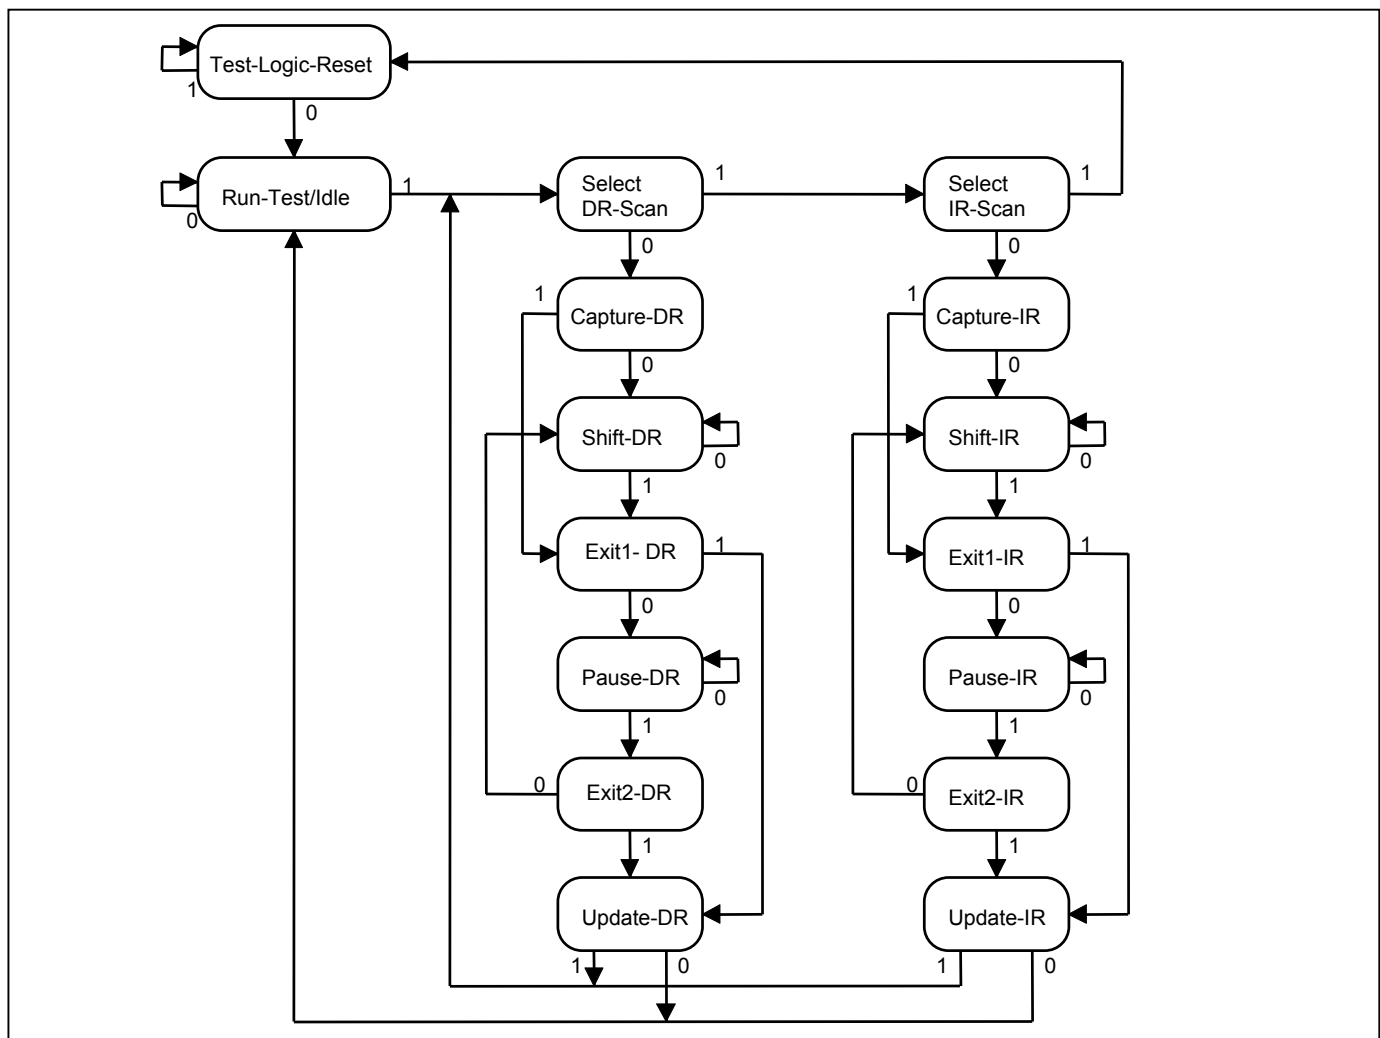 Test-Logic-Reset
1
0
Run-Test/Idle
1
0
Select
DR-Scan
1
0
Select
IR-Scan
1
0
1
Capture-DR
0
1
Capture-IR
0
Shift-DR
0
1
Shift-IR
0
1
Exit1- DR
1
0
Exit1-IR
1
0
Pause-DR
0
1
Pause-IR
0
1
0
Exit2-DR
1
0
Exit2-IR
1
Update-DR
1
0
Update-IR
1
0